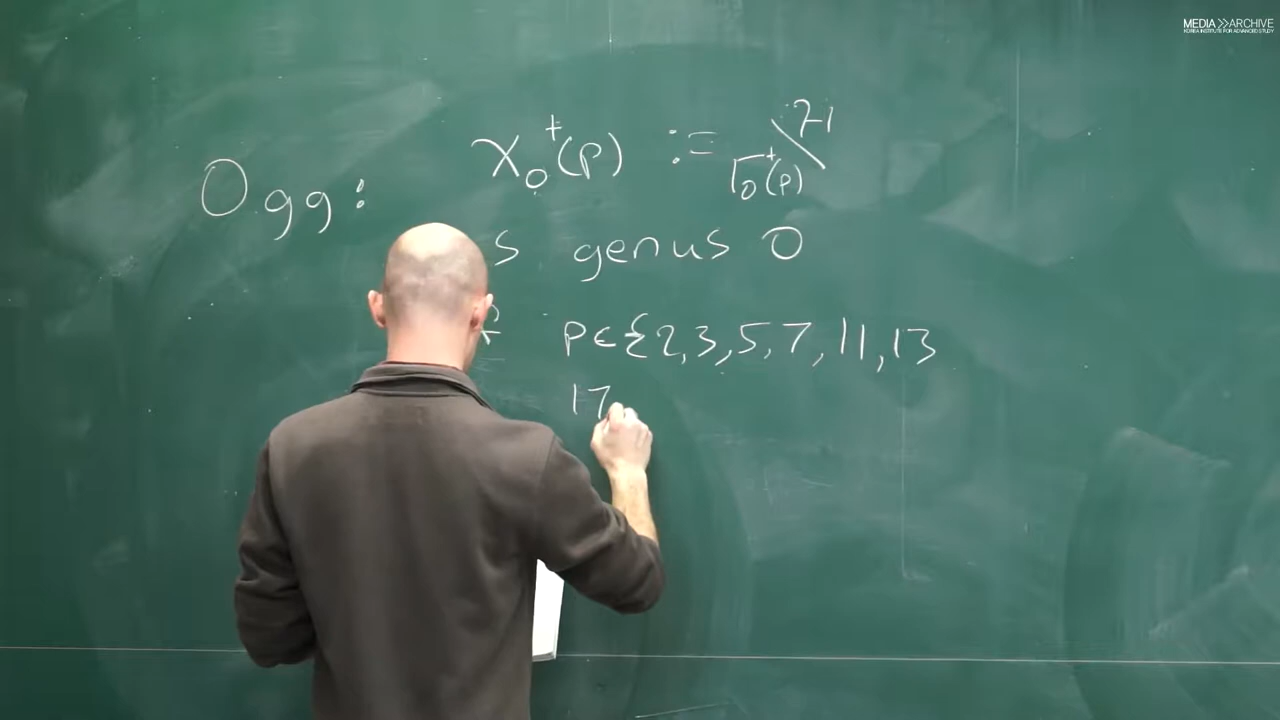 MEDIA ARCHIVE
KOREA INSTITUTE FOR ADVANCED STUDY
Ogg: X₀⁺(p) := Γ₀⁺(p)\H
s genus 0
p∈{2,3,5,7,11,13
17